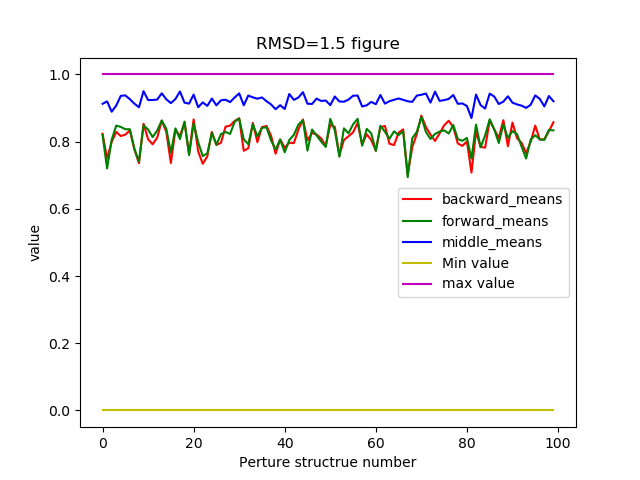 RMSD=1.5 figure
1.0
0.8
0.6
0.4
0.2
0.0
value
backward_means
forward_means
middle_means
Min value
max value
0 20 40 60 80 100
Perture structrue number